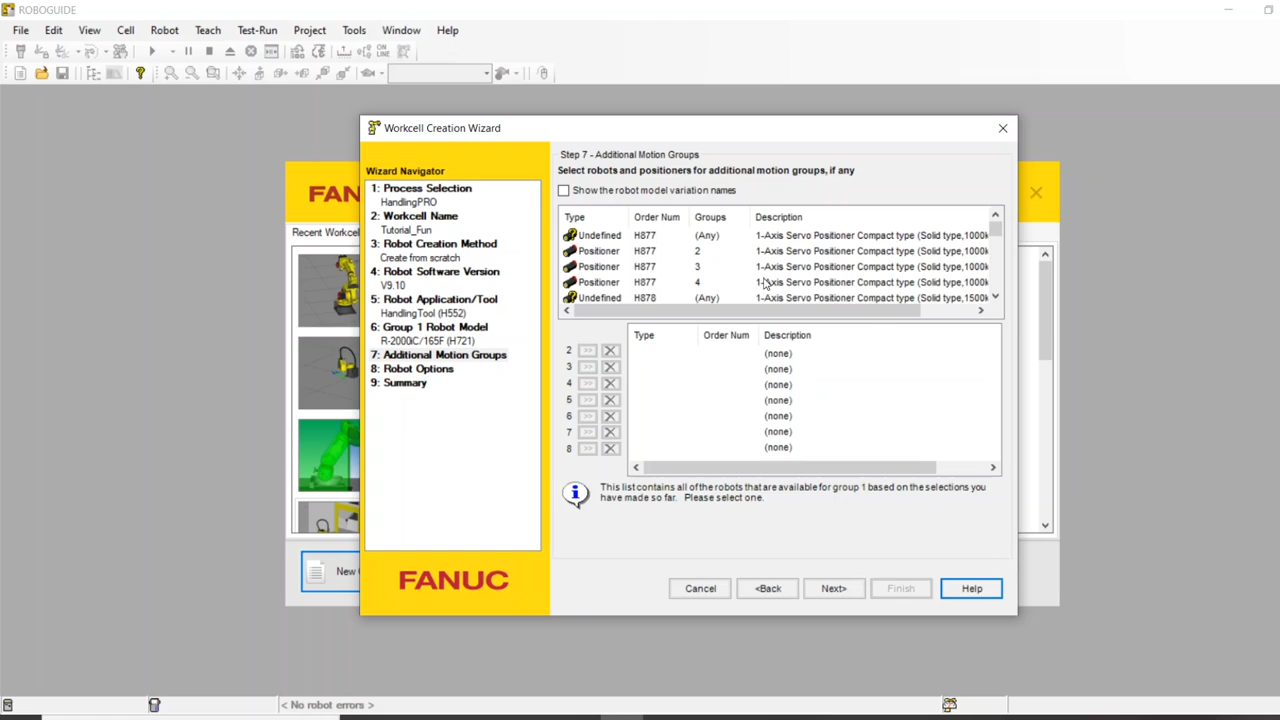 ROBOGUIDE
File Edit View Cell Robot Teach Test-Run Project Tools Window Help
ON
LINE
Workcell Creation Wizard
Wizard Navigator
1: Process Selection
HandlingPRO
2: Workcell Name
Tutorial_Fun
3: Robot Creation Method
Create from scratch
4: Robot Software Version
V9.10
5: Robot Application/Tool
HandlingTool (H552)
6: Group 1 Robot Model
R-2000iC/165F (H721)
7: Additional Motion Groups
8: Robot Options
9: Summary
FANUC
Step 7 - Additional Motion Groups
Select robots and positioners for additional motion groups, if any
Show the robot model variation names
Type Order Num Groups Description
Undefined H877 (Any) 1-Axis Servo Positioner Compact type (Solid type,1000k
Positioner H877 2 1-Axis Servo Positioner Compact type (Solid type,1000k
Positioner H877 3 1-Axis Servo Positioner Compact type (Solid type,1000k
Positioner H877 4 1-Axis Servo Positioner Compact type (Solid type,1000k
Undefined H878 (Any) 1-Axis Servo Positioner Compact type (Solid type,1500k
Type Order Num Description
2 >> (none)
3 >> (none)
4 >> (none)
5 >> (none)
6 >> (none)
7 >> (none)
8 >> (none)
This list contains all of the robots that are available for group 1 based on the selections you
have made so far. Please select one.
Cancel <Back Next> Finish Help
FAN
Recent Workcel
New
< No robot errors >